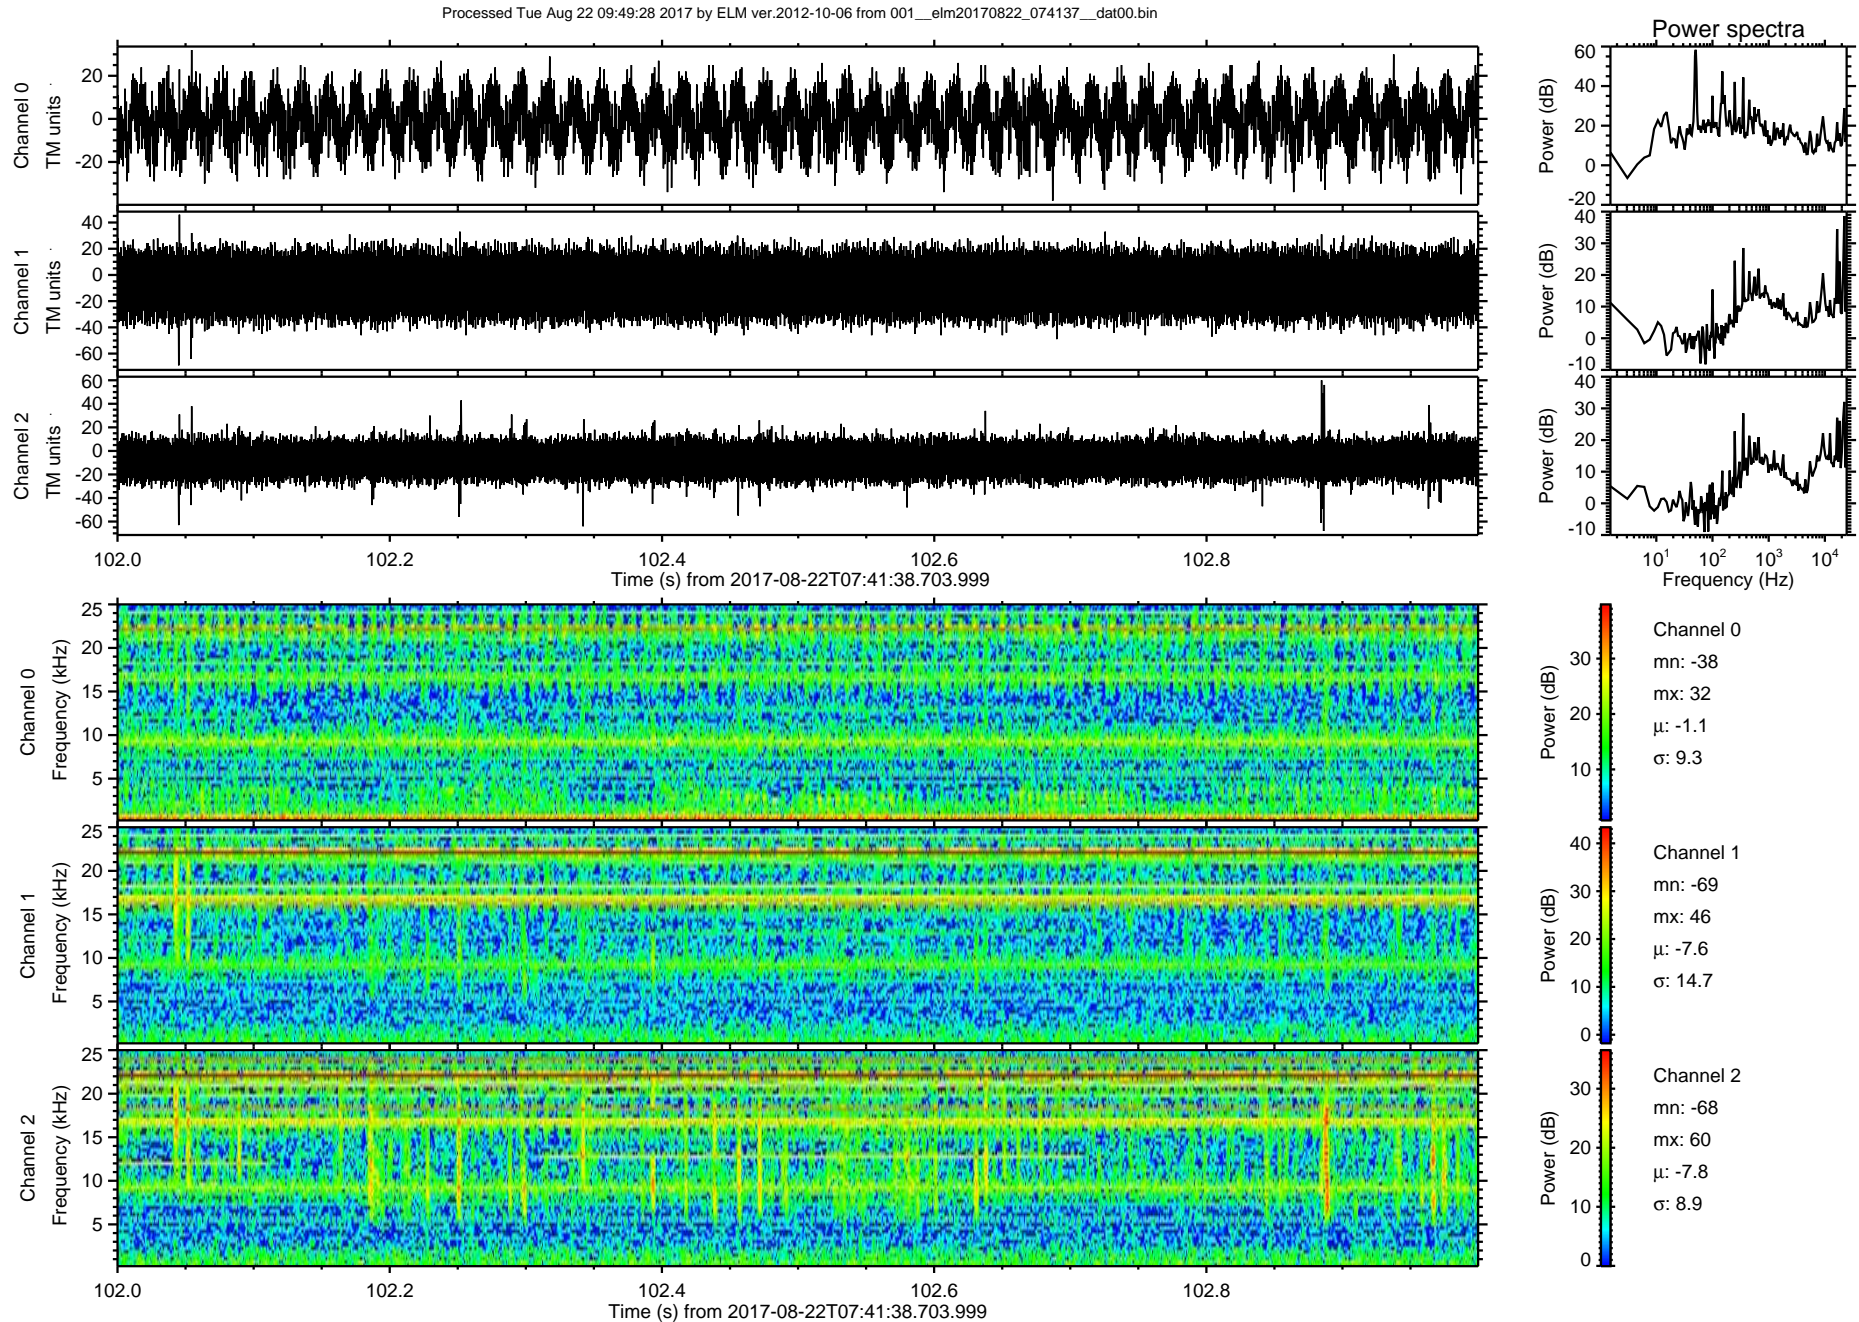 Processed Tue Aug 22 09:49:28 2017 by ELM ver.2012-10-06 from 001__elm20170822_074137__dat00.bin
Power spectra
Channel 0
TM units
20
0
-20
Power (dB)
60
40
20
0
-20
Channel 1
TM units
40
20
0
-20
-40
-60
Power (dB)
40
30
20
10
0
-10
Channel 2
TM units
60
40
20
0
-20
-40
-60
Power (dB)
40
30
20
10
0
-10
102.0 102.2 102.4 102.6 102.8
Time (s) from 2017-08-22T07:41:38.703.999
10^1 10^2 10^3 10^4
Frequency (Hz)
Channel 0
Frequency (kHz)
25
20
15
10
5
Power (dB)
30
20
10
Channel 0
mn: -38
mx: 32
μ: -1.1
σ: 9.3
Channel 1
Frequency (kHz)
25
20
15
10
5
Power (dB)
40
30
20
10
0
Channel 1
mn: -69
mx: 46
μ: -7.6
σ: 14.7
Channel 2
Frequency (kHz)
25
20
15
10
5
Power (dB)
30
20
10
0
Channel 2
mn: -68
mx: 60
μ: -7.8
σ: 8.9
102.0 102.2 102.4 102.6 102.8
Time (s) from 2017-08-22T07:41:38.703.999